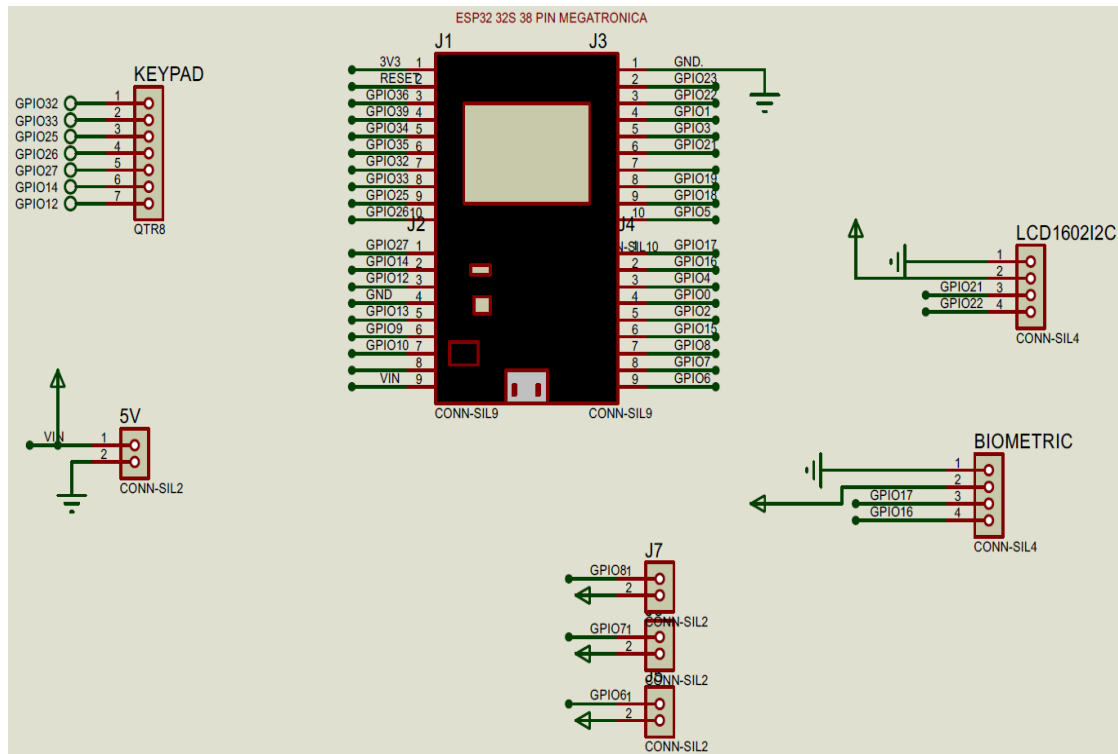 ESP32 32S 38 PIN MEGATRONICA
J1
J3
3V3 1
RESET 2
GPIO36 3
GPIO39 4
GPIO34 5
GPIO35 6
GPIO32 7
GPIO33 8
GPIO25 9
GPIO26 10
1 GND.
2 GPIO23
3 GPIO22
4 GPIO1
5 GPIO3
6 GPIO21
7
8 GPIO19
9 GPIO18
10 GPIO5
J2
J4
GPIO27 1
GPIO14 2
GPIO12 3
GND 4
GPIO13 5
GPIO9 6
GPIO10 7
8
VIN 9
CONN-SIL9
1 GPIO17
2 GPIO16
3 GPIO4
4 GPIO0
5 GPIO2
6 GPIO15
7 GPIO8
8 GPIO7
9 GPIO6
CONN-SIL9
KEYPAD
GPIO32 1
GPIO33 2
GPIO25 3
GPIO26 4
GPIO27 5
GPIO14 6
GPIO12 7
QTR8
LCD1602I2C
1
2
GPIO21 3
GPIO22 4
CONN-SIL4
5V
VIN 1
2
CONN-SIL2
BIOMETRIC
1
2
GPIO17 3
GPIO16 4
CONN-SIL4
J7
GPIO8 1
2
CONN-SIL2
GPIO7 1
2
CONN-SIL2
GPIO6 1
2
CONN-SIL2